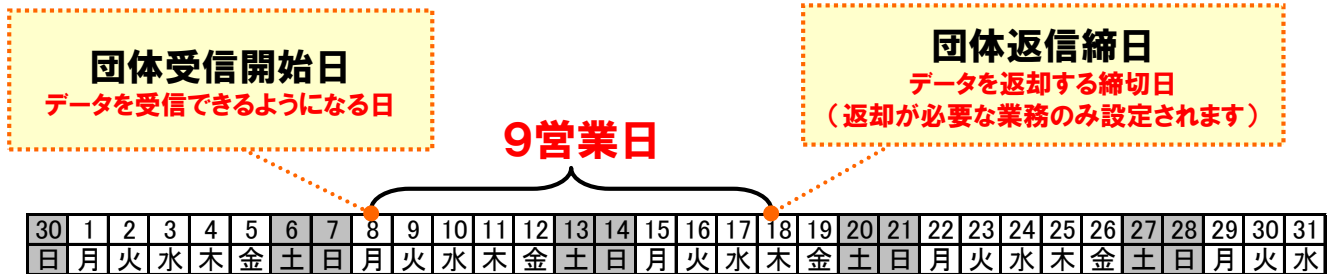 団体受信開始日
データを受信できるようになる日
団体返信締日
データを返却する締切日
（返却が必要な業務のみ設定されます）
9営業日
30 1 2 3 4 5 6 7 8 9 10 11 12 13 14 15 16 17 18 19 20 21 22 23 24 25 26 27 28 29 30 31
日 月 火 水 木 金 土 日 月 火 水 木 金 土 日 月 火 水 木 金 土 日 月 火 水 木 金 土 日 月 火 水